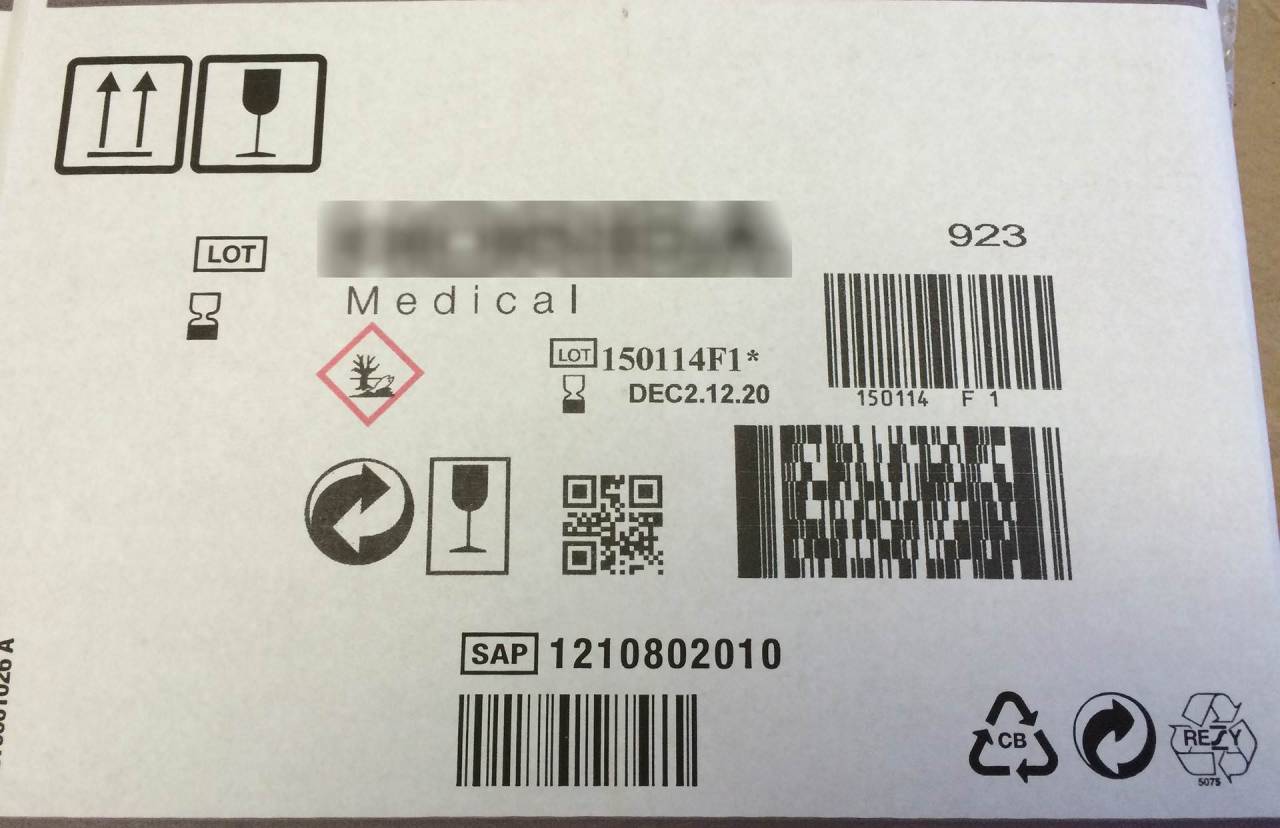 LOT
Medical
923
LOT 150114F1*
DEC2.12.20
150114 F 1
SAP 1210802010
CB
RESY
5075